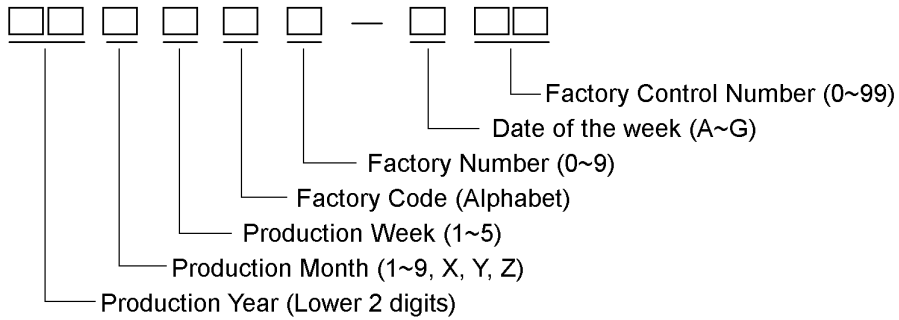 Factory Control Number (0~99)
Date of the week (A~G)
Factory Number (0~9)
Factory Code (Alphabet)
Production Week (1~5)
Production Month (1~9, X, Y, Z)
Production Year (Lower 2 digits)